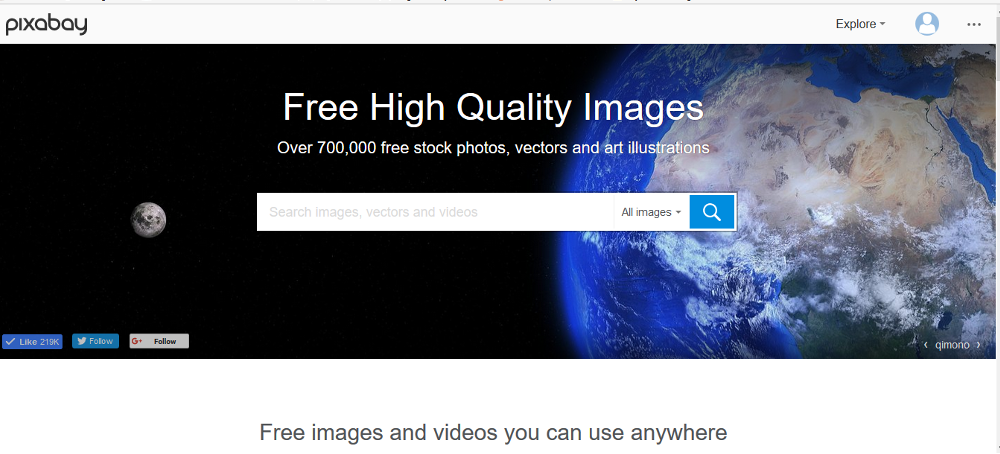 pixabay
Explore
Free High Quality Images
Over 700,000 free stock photos, vectors and art illustrations
Search images, vectors and videos
All images
Like 219K
Follow
G+ Follow
‹ qimono ›
Free images and videos you can use anywhere